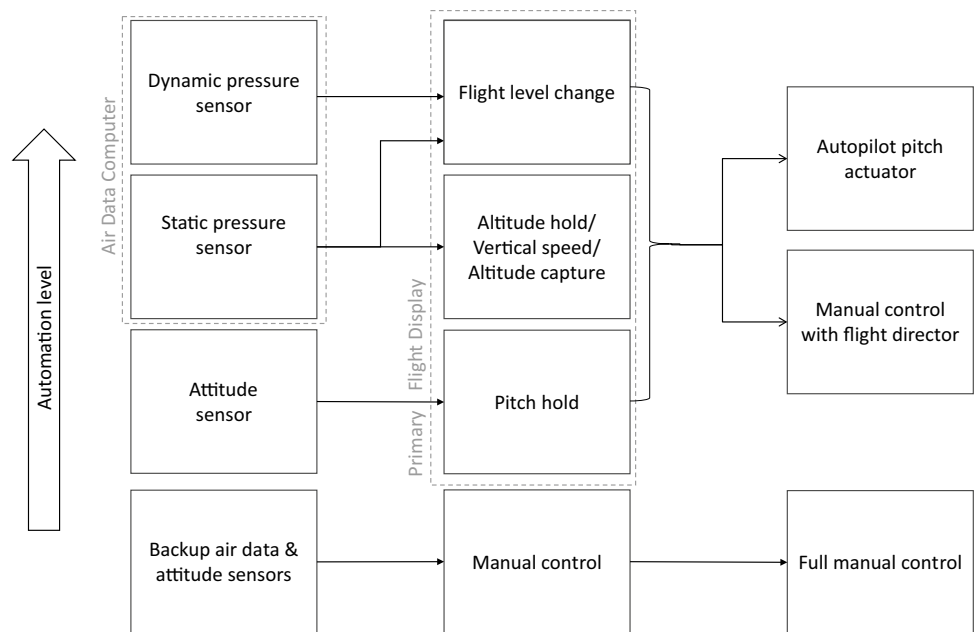 Automation level
Air Data Computer
Dynamic pressure
sensor
Static pressure
sensor
Attitude
sensor
Backup air data &
attitude sensors
Primary Flight Display
Flight level change
Altitude hold/
Vertical speed/
Altitude capture
Pitch hold
Manual control
Autopilot pitch
actuator
Manual control
with flight director
Full manual control